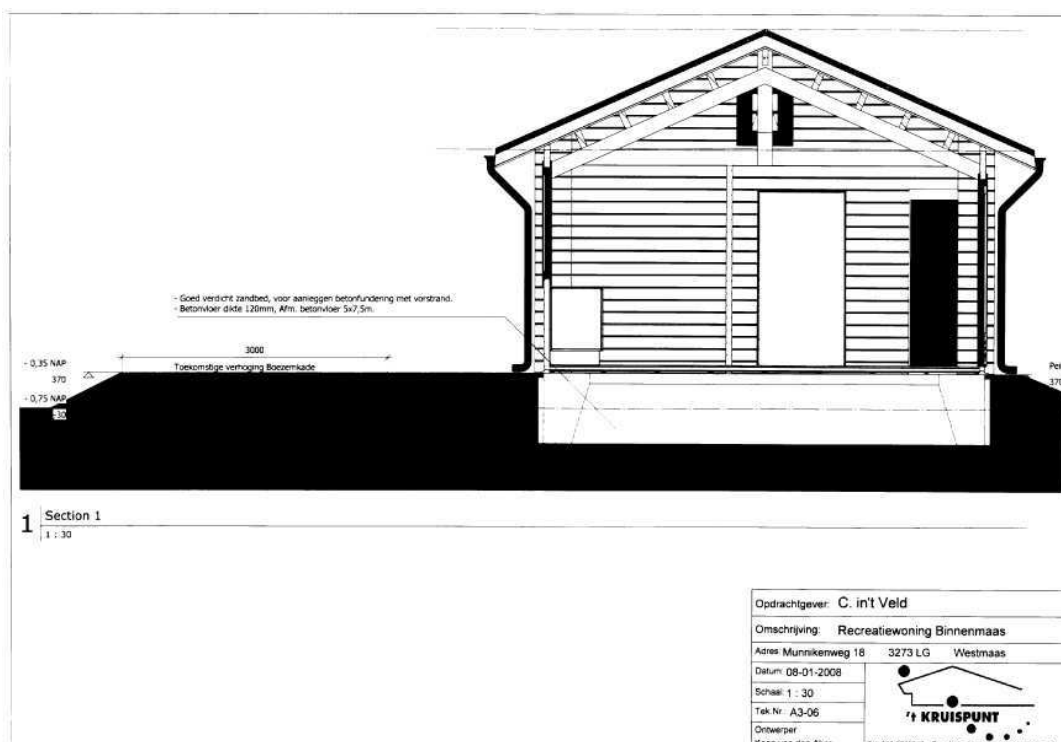 - Goed verdicht zandbed, voor aanleggen betonfundering met vorstrand.
- Betonvloer dikte 120mm, Afm. betonvloer 5x7,5m.
3000
- 0,35 NAP
Toekomstige verhoging Boezemkade
370
370
- 0,75 NAP
-30
1 Section 1
1 : 30
Opdrachtgever: C. in't Veld
Omschrijving: Recreatiewoning Binnenmaas
Adres: Munnikenweg 18 3273 LG Westmaas
Datum: 08-01-2008
Schaal: 1 : 30
Tek.Nr: A3-06
't KRUISPUNT
Ontwerper